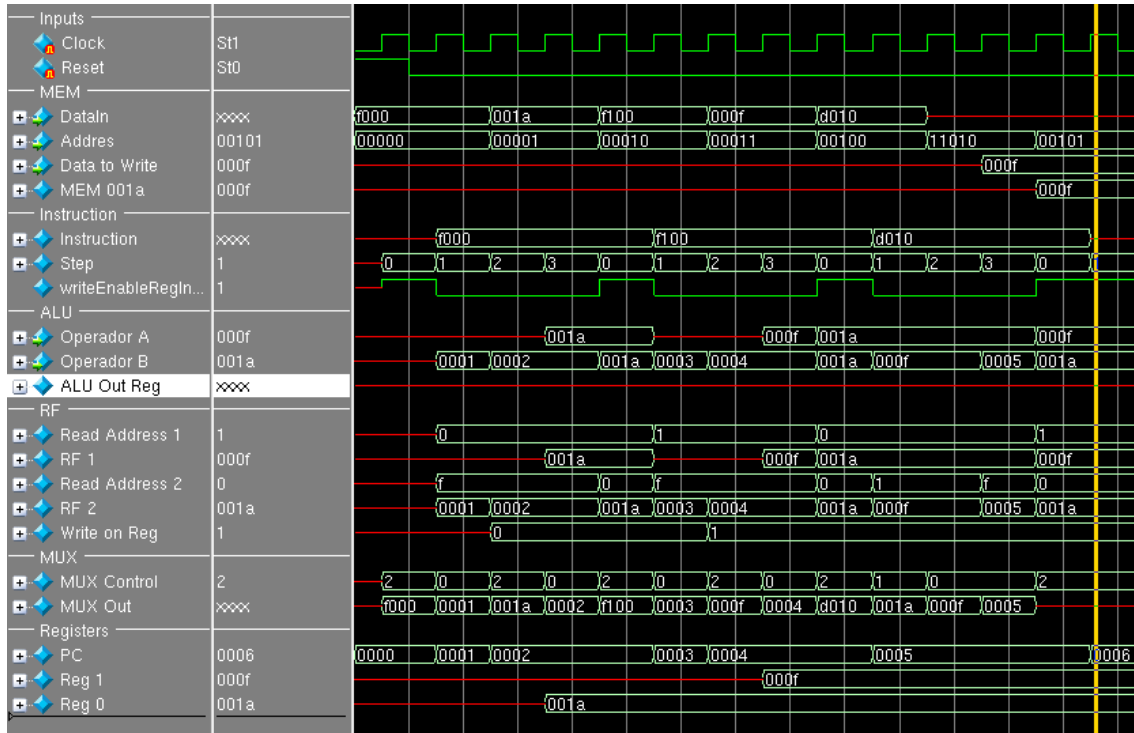 Inputs
Clock St1
Reset St0
MEM
DataIn xxxx f000 001a f100 000f d010
Addres 00101 00000 00001 00010 00011 00100 11010 00101
Data to Write 000f 000f
MEM 001a 000f 000f
Instruction
Instruction xxxx f000 f100 d010
Step 1 0 1 2 3 0 1 2 3 0 1 2 3 0
writeEnableRegIn... 1
ALU
Operador A 000f 001a 000f 001a 000f
Operador B 001a 0001 0002 001a 0003 0004 001a 000f 0005 001a
ALU Out Reg xxxx
RF
Read Address 1 1 0 1 0 1
RF 1 000f 001a 000f 001a 000f
Read Address 2 0 f 0 f 0 1 f 0
RF 2 001a 0001 0002 001a 0003 0004 001a 000f 0005 001a
Write on Reg 1 0 1
MUX
MUX Control 2 2 0 2 0 2 0 2 0 2 1 0 2
MUX Out xxxx f000 0001 001a 0002 f100 0003 000f 0004 d010 001a 000f 0005
Registers
PC 0006 0000 0001 0002 0003 0004 0005 0006
Reg 1 000f 000f
Reg 0 001a 001a